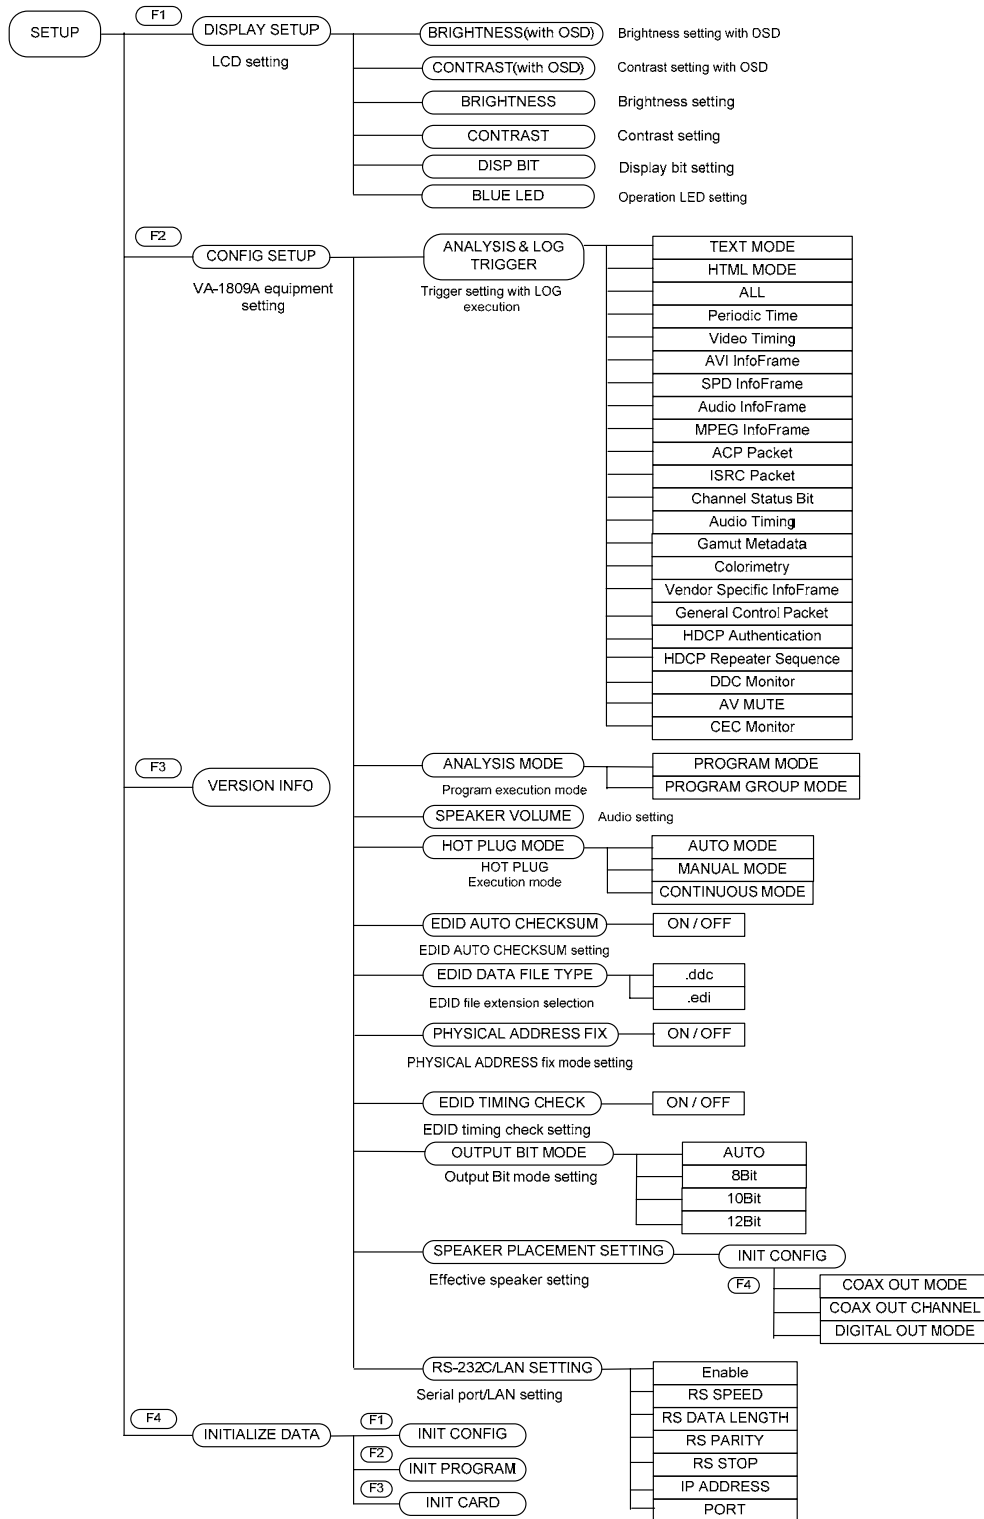 SETUP
F1
DISPLAY SETUP
LCD setting
BRIGHTNESS(with OSD)
Brightness setting with OSD
CONTRAST(with OSD)
Contrast setting with OSD
BRIGHTNESS
Brightness setting
CONTRAST
Contrast setting
DISP BIT
Display bit setting
BLUE LED
Operation LED setting
F2
CONFIG SETUP
VA-1809A equipment
setting
ANALYSIS & LOG
TRIGGER
Trigger setting with LOG
execution
TEXT MODE
HTML MODE
ALL
Periodic Time
Video Timing
AVI InfoFrame
SPD InfoFrame
Audio InfoFrame
MPEG InfoFrame
ACP Packet
ISRC Packet
Channel Status Bit
Audio Timing
Gamut Metadata
Colorimetry
Vendor Specific InfoFrame
General Control Packet
HDCP Authentication
HDCP Repeater Sequence
DDC Monitor
AV MUTE
CEC Monitor
F3
VERSION INFO
ANALYSIS MODE
Program execution mode
PROGRAM MODE
PROGRAM GROUP MODE
SPEAKER VOLUME
Audio setting
HOT PLUG MODE
HOT PLUG
Execution mode
AUTO MODE
MANUAL MODE
CONTINUOUS MODE
EDID AUTO CHECKSUM
ON / OFF
EDID AUTO CHECKSUM setting
EDID DATA FILE TYPE
EDID file extension selection
.ddc
.edi
PHYSICAL ADDRESS FIX
ON / OFF
PHYSICAL ADDRESS fix mode setting
EDID TIMING CHECK
ON / OFF
EDID timing check setting
OUTPUT BIT MODE
Output Bit mode setting
AUTO
8Bit
10Bit
12Bit
SPEAKER PLACEMENT SETTING
Effective speaker setting
INIT CONFIG
F4
COAX OUT MODE
COAX OUT CHANNEL
DIGITAL OUT MODE
RS-232C/LAN SETTING
Serial port/LAN setting
Enable
RS SPEED
RS DATA LENGTH
RS PARITY
RS STOP
IP ADDRESS
PORT
F4
INITIALIZE DATA
F1
INIT CONFIG
F2
INIT PROGRAM
F3
INIT CARD